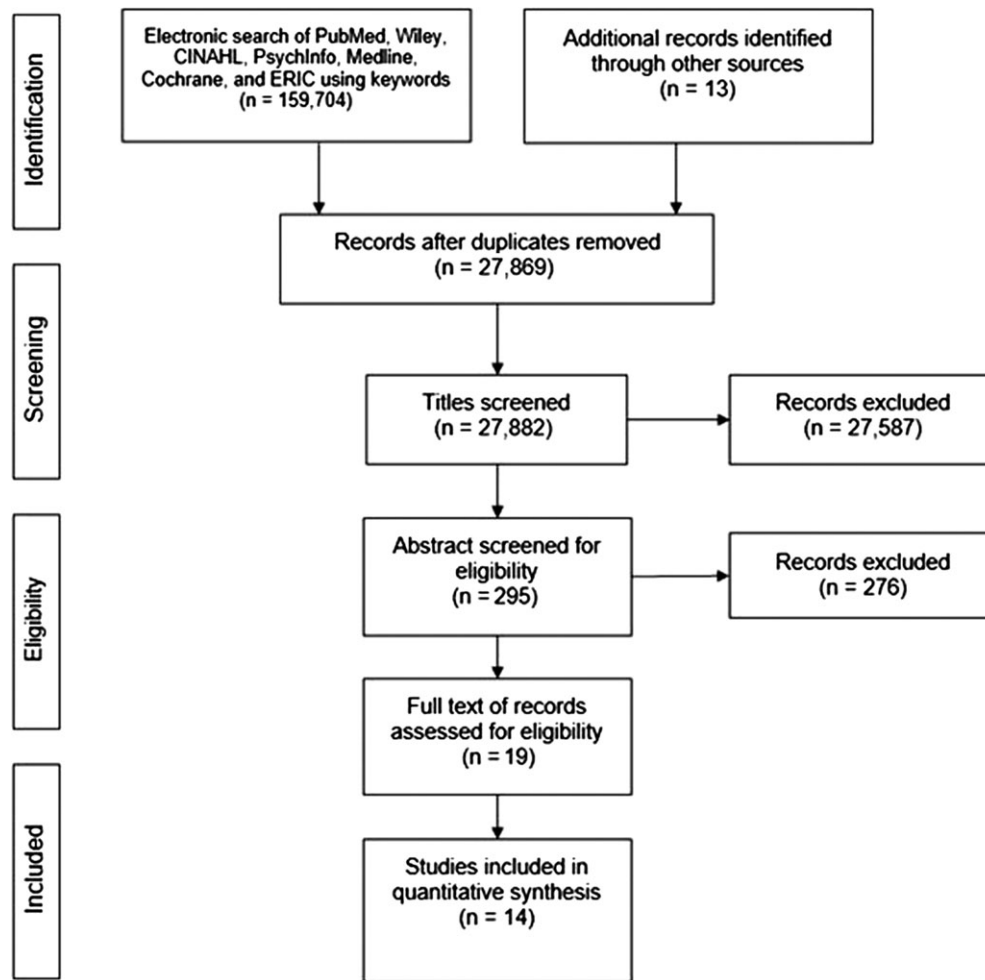 Identification
Electronic search of PubMed, Wiley,
CINAHL, PsychInfo, Medline,
Cochrane, and ERIC using keywords
(n = 159,704)
Additional records identified
through other sources
(n = 13)
Records after duplicates removed
(n = 27,869)
Screening
Titles screened
(n = 27,882)
Records excluded
(n = 27,587)
Eligibility
Abstract screened for
eligibility
(n = 295)
Records excluded
(n = 276)
Full text of records
assessed for eligibility
(n = 19)
Included
Studies included in
quantitative synthesis
(n = 14)